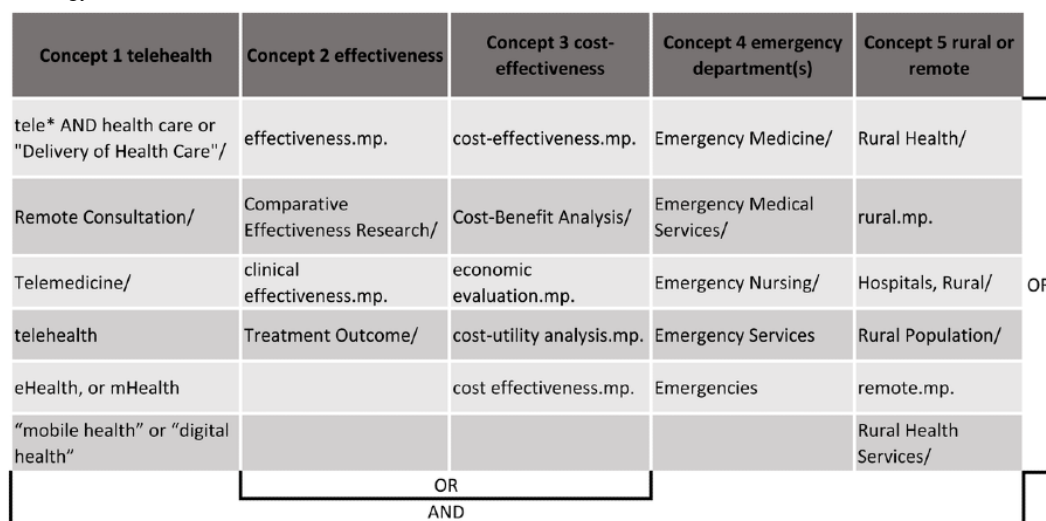 Concept 1 telehealth
Concept 2 effectiveness
Concept 3 cost-
effectiveness
Concept 4 emergency
department(s)
Concept 5 rural or
remote
tele* AND health care or
"Delivery of Health Care"/
effectiveness.mp.
cost-effectiveness.mp.
Emergency Medicine/
Rural Health/
Remote Consultation/
Comparative
Effectiveness Research/
Cost-Benefit Analysis/
Emergency Medical
Services/
rural.mp.
Telemedicine/
clinical
effectiveness.mp.
economic
evaluation.mp.
Emergency Nursing/
Hospitals, Rural/
telehealth
Treatment Outcome/
cost-utility analysis.mp.
Emergency Services
Rural Population/
eHealth, or mHealth
cost effectiveness.mp.
Emergencies
remote.mp.
“mobile health” or “digital
health”
Rural Health
Services/
OR
AND